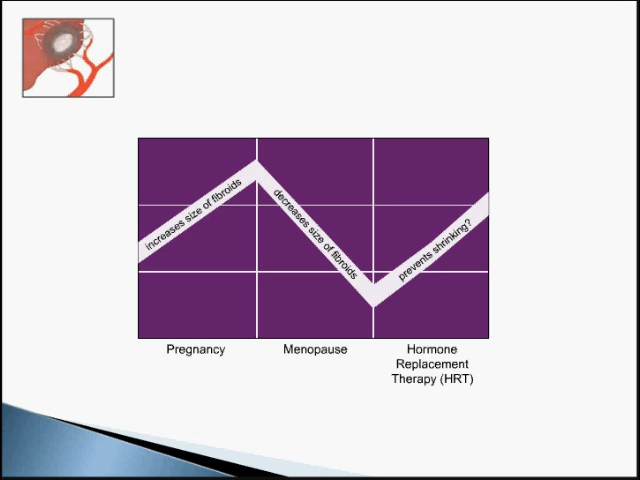 increases size of fibroids
decreases size of fibroids
prevents shrinking?
Pregnancy
Menopause
Hormone
Replacement
Therapy (HRT)